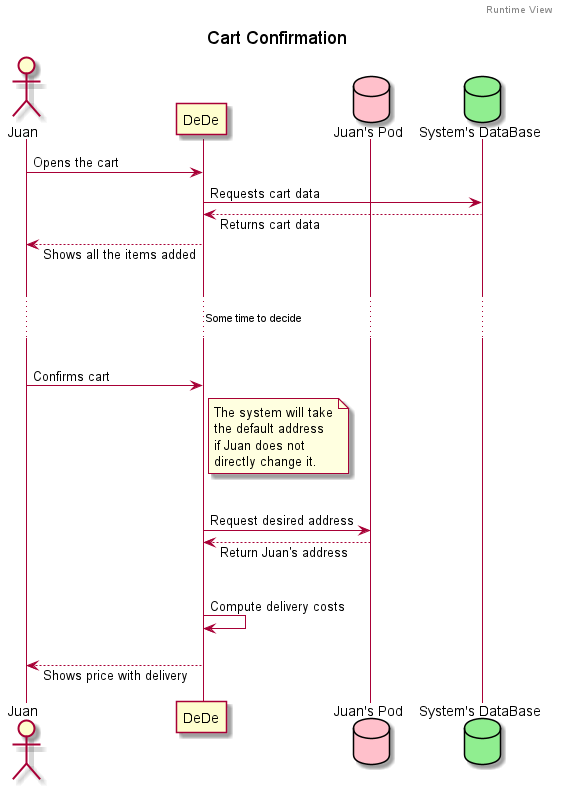 Runtime View
Cart Confirmation
Juan
DeDe
Juan's Pod
System's DataBase
Opens the cart
Requests cart data
Returns cart data
Shows all the items added
Some time to decide
Confirms cart
The system will take
the default address
if Juan does not
directly change it.
Request desired address
Return Juan's address
Compute delivery costs
Shows price with delivery
Juan
DeDe
Juan's Pod
System's DataBase